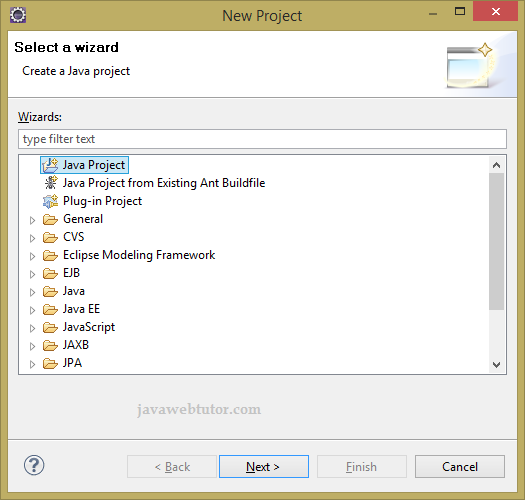 New Project
Select a wizard
Create a Java project
Wizards:
type filter text
Java Project
Java Project from Existing Ant Buildfile
Plug-in Project
General
CVS
Eclipse Modeling Framework
EJB
Java
Java EE
JavaScript
JAXB
JPA
javawebtutor.com
? < Back Next > Finish Cancel